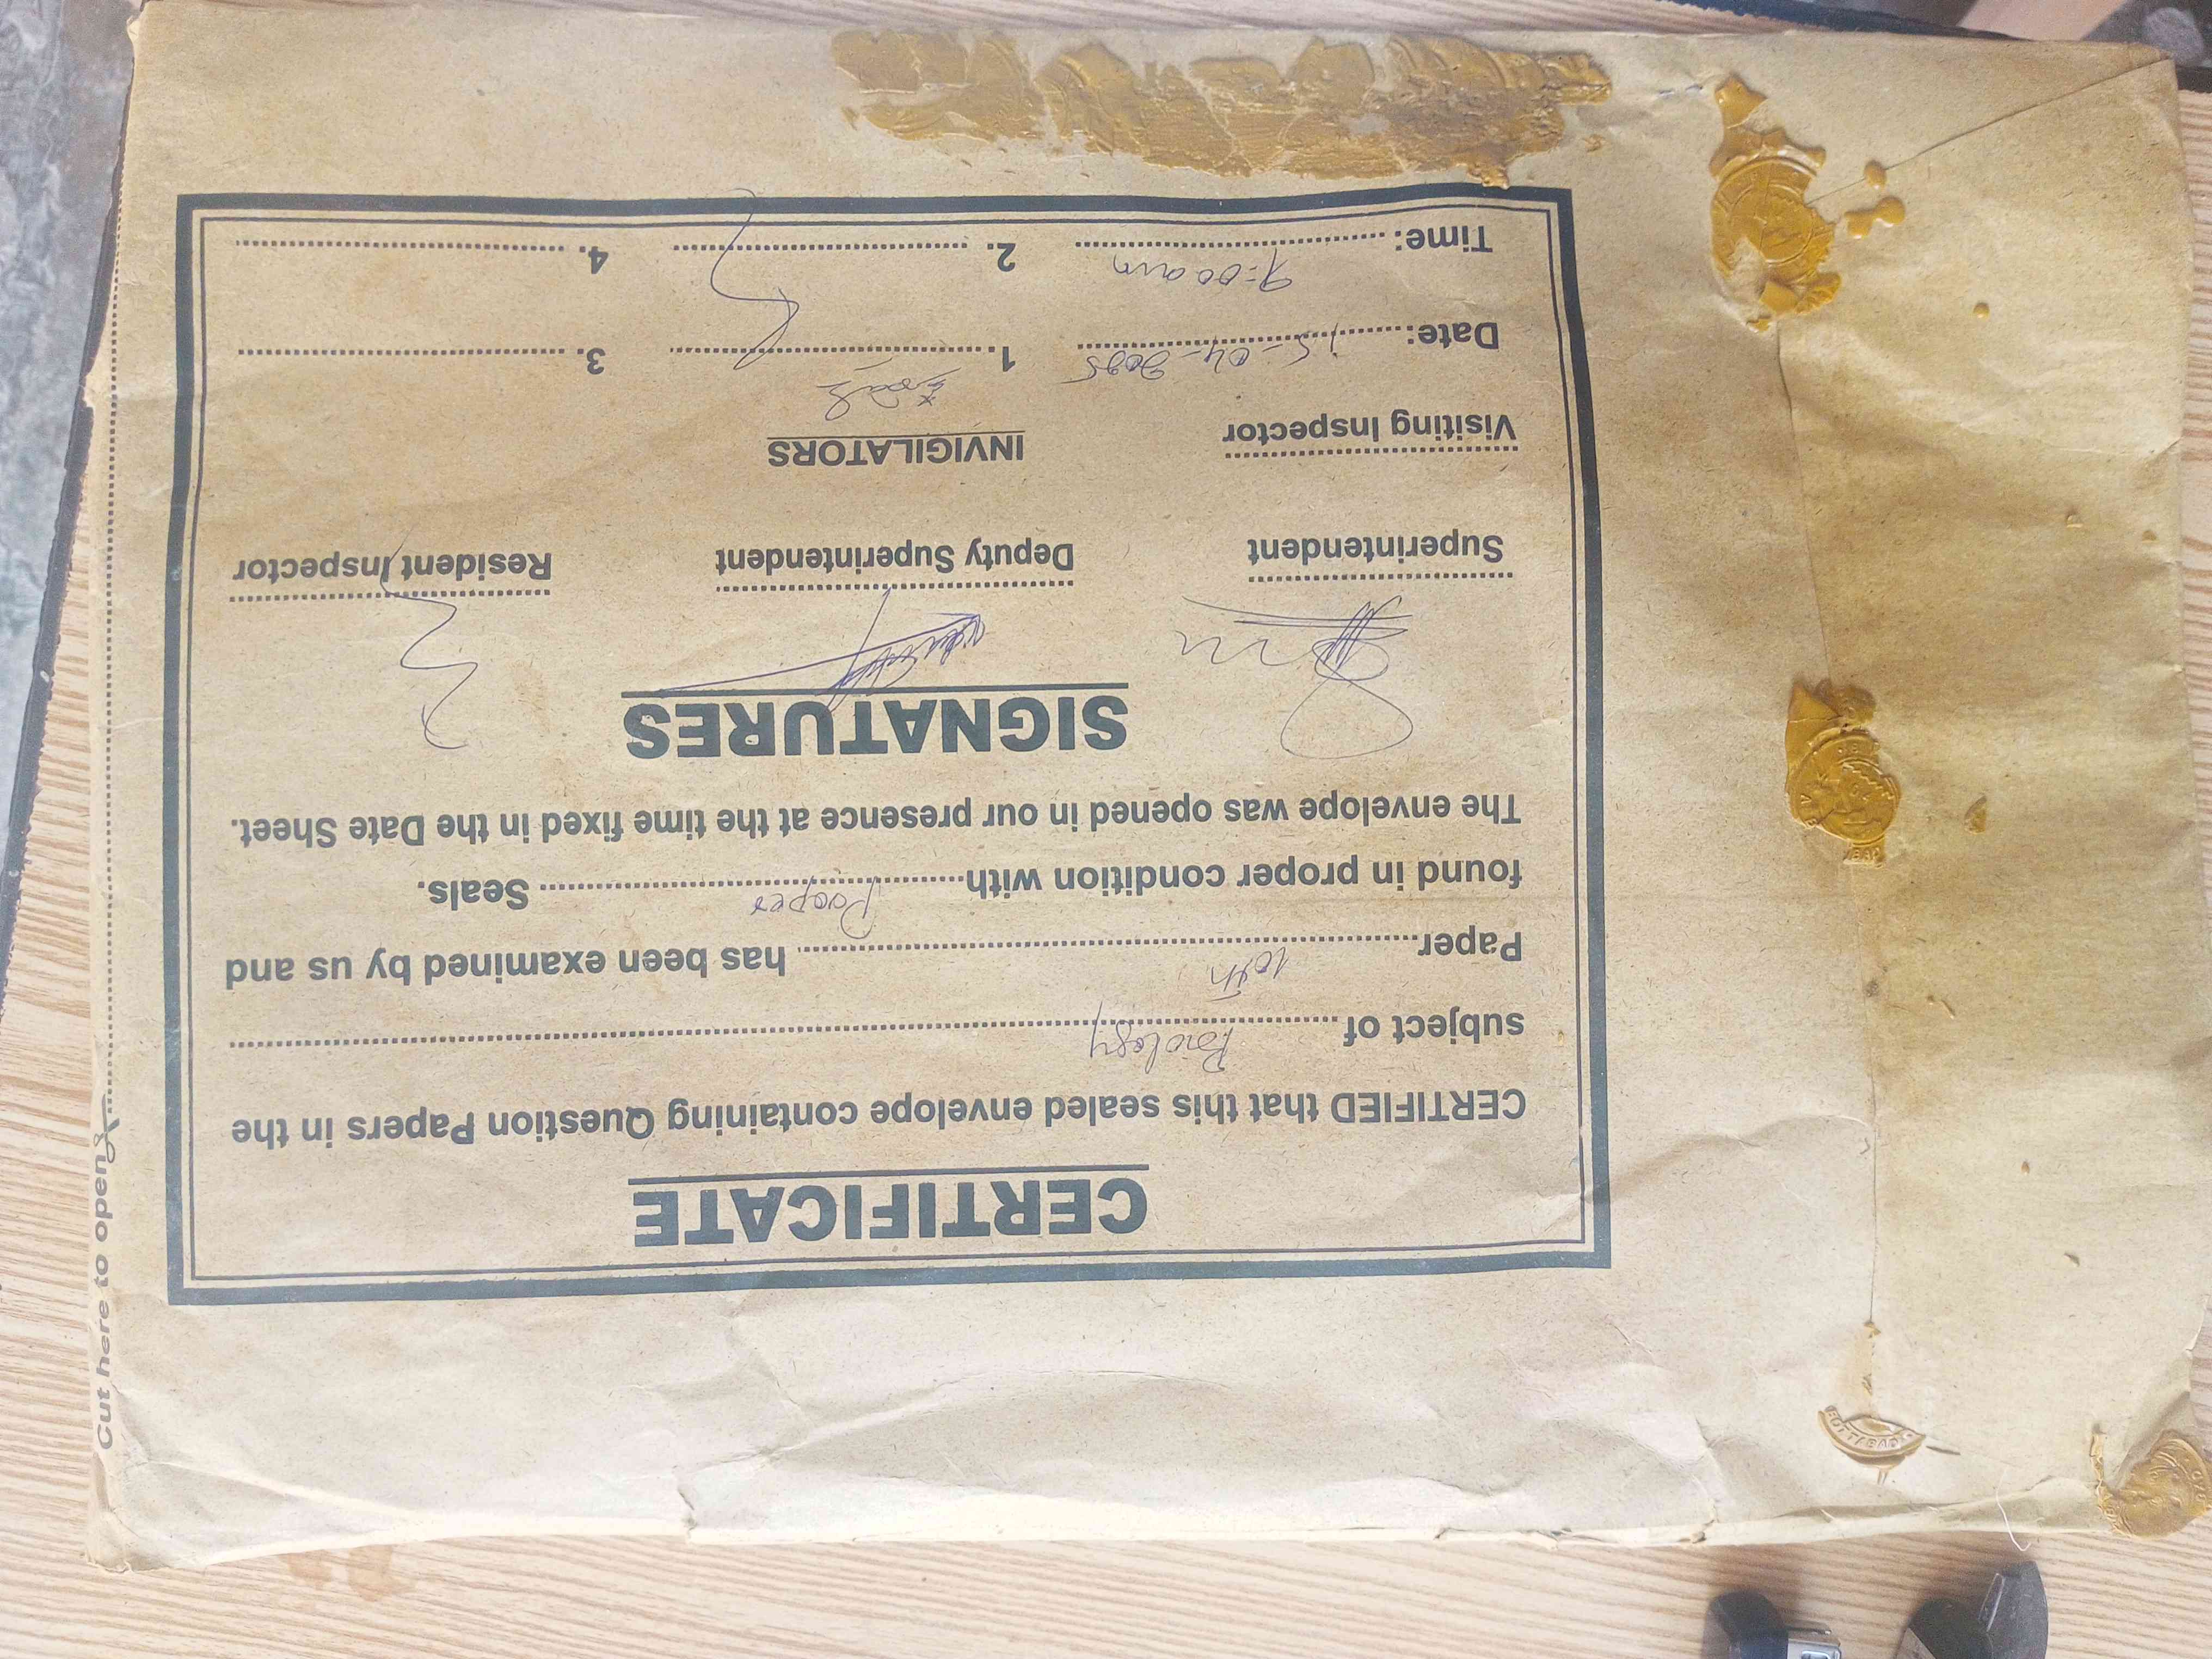 CERTIFICATE
CERTIFIED that this sealed envelope containing Question Papers in the
subject of Biology
Paper 10th has been examined by us and
found in proper condition with Proper Seals.
The envelope was opened in our presence at the time fixed in the Date Sheet.
SIGNATURES
Superintendent Deputy Superintendent Resident Inspector
Visiting Inspector INVIGILATORS
Date: 15-04-2025 1. 3.
Time: 9:00 am 2. 4.
Cut here to open